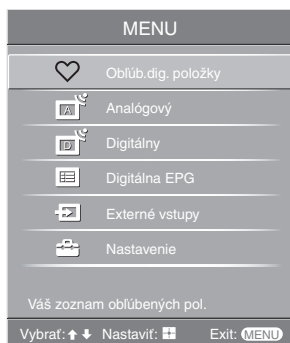 MENU
Obľúb.dig. položky
Analógový
Digitálny
Digitálna EPG
Externé vstupy
Nastavenie
Váš zoznam obľúbených pol.
Vybrať: Nastaviť: Exit: MENU